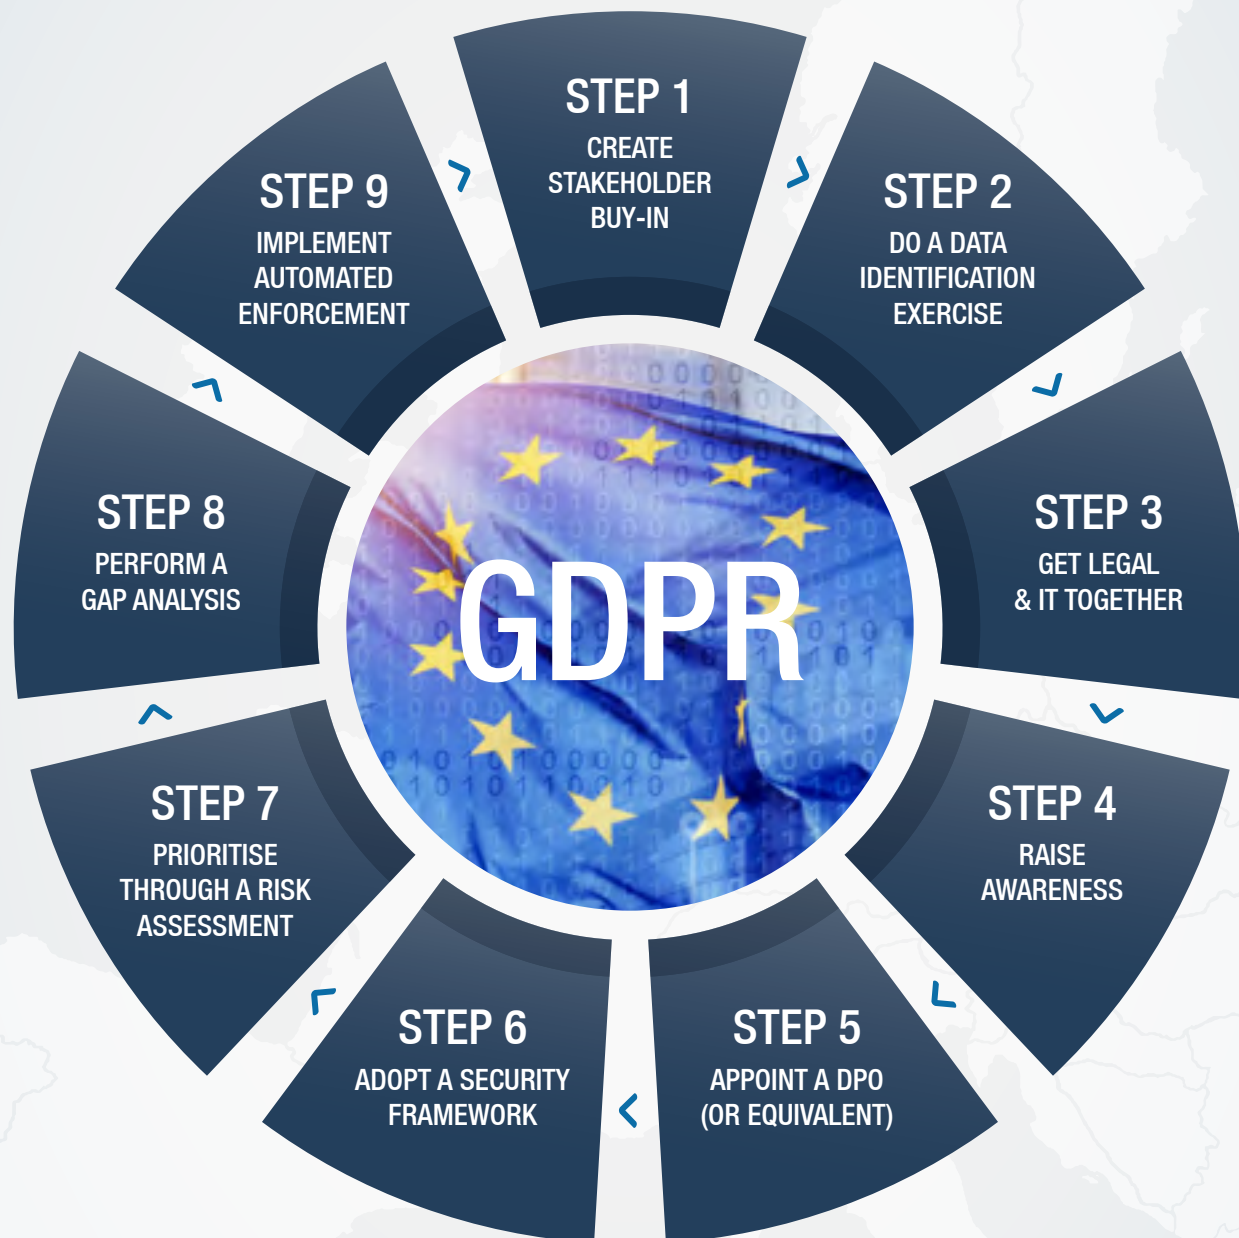 STEP 1
CREATE
STAKEHOLDER
BUY-IN
STEP 2
DO A DATA
IDENTIFICATION
EXERCISE
STEP 3
GET LEGAL
& IT TOGETHER
STEP 4
RAISE
AWARENESS
STEP 5
APPOINT A DPO
(OR EQUIVALENT)
STEP 6
ADOPT A SECURITY
FRAMEWORK
STEP 7
PRIORITISE
THROUGH A RISK
ASSESSMENT
STEP 8
PERFORM A
GAP ANALYSIS
STEP 9
IMPLEMENT
AUTOMATED
ENFORCEMENT
GDPR